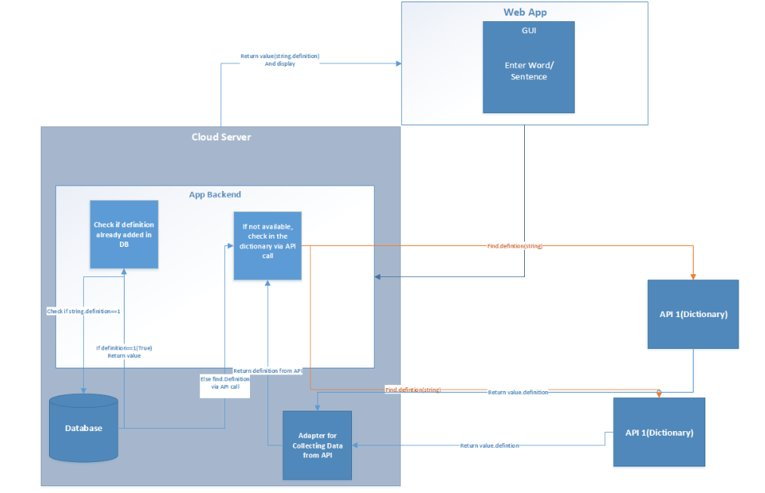 Web App
GUI
Enter Word/
Sentence
Return value(string.definition)
And display
Cloud Server
App Backend
Check if definition
already added in
DB
If not available,
check in the
dictionary via API
call
Find.defintion(string)
API 1(Dictionary)
Check if string.definition==1
If definition==1(True)
Return value
Return definition from API
Else find.Definition
via API call
Find.defintion(string)
Return value.definition
Database
Adapter for
Collecting Data
from API
Return value.defintion
API 1(Dictionary)